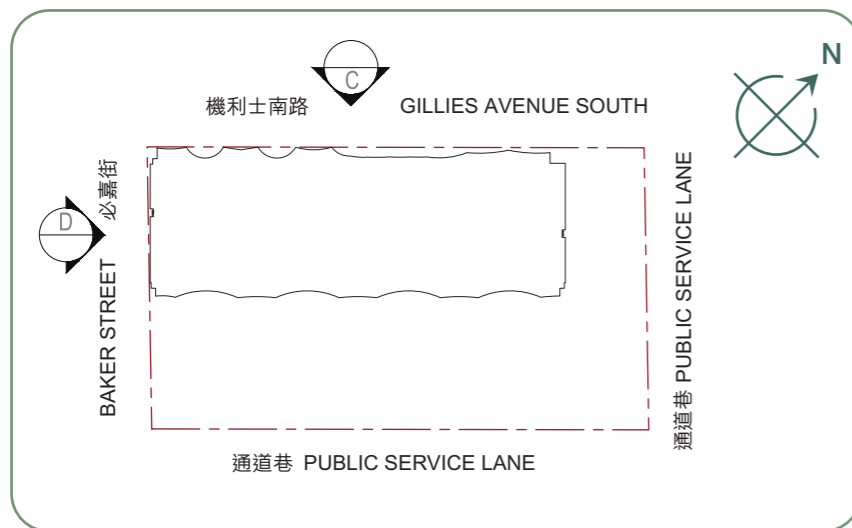 C
N
機利士南路 GILLIES AVENUE SOUTH
必嘉街
D
BAKER STREET
通道巷 PUBLIC SERVICE LANE
通道巷 PUBLIC SERVICE LANE